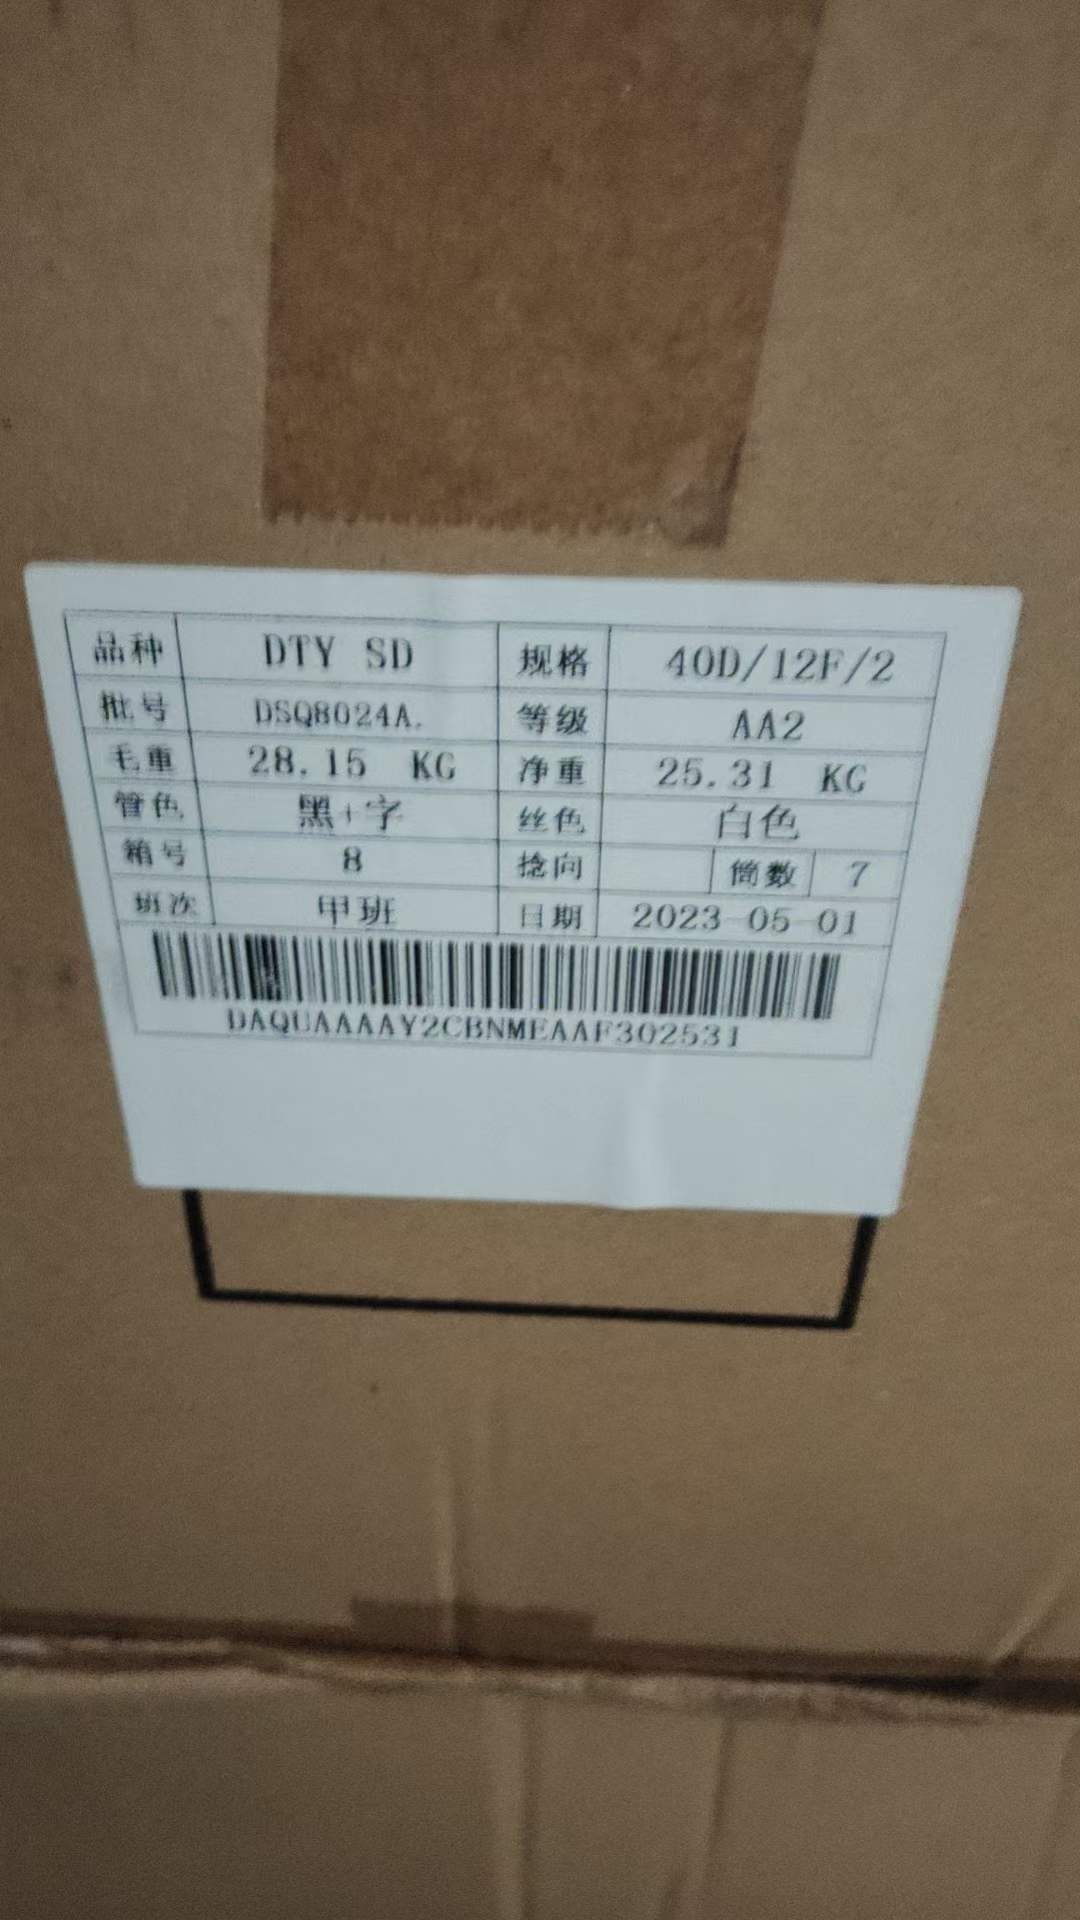 品种 DTY SD 规格 40D/12F/2
批号 DSQ8024A. 等级 AA2
毛重 28.15 KG 净重 25.31 KG
管色 黑+字 丝色 白色
箱号 8 捻向 筒数 7
班次 甲班 日期 2023-05-01
DAQUAAAAY2CBNMEAAF302531